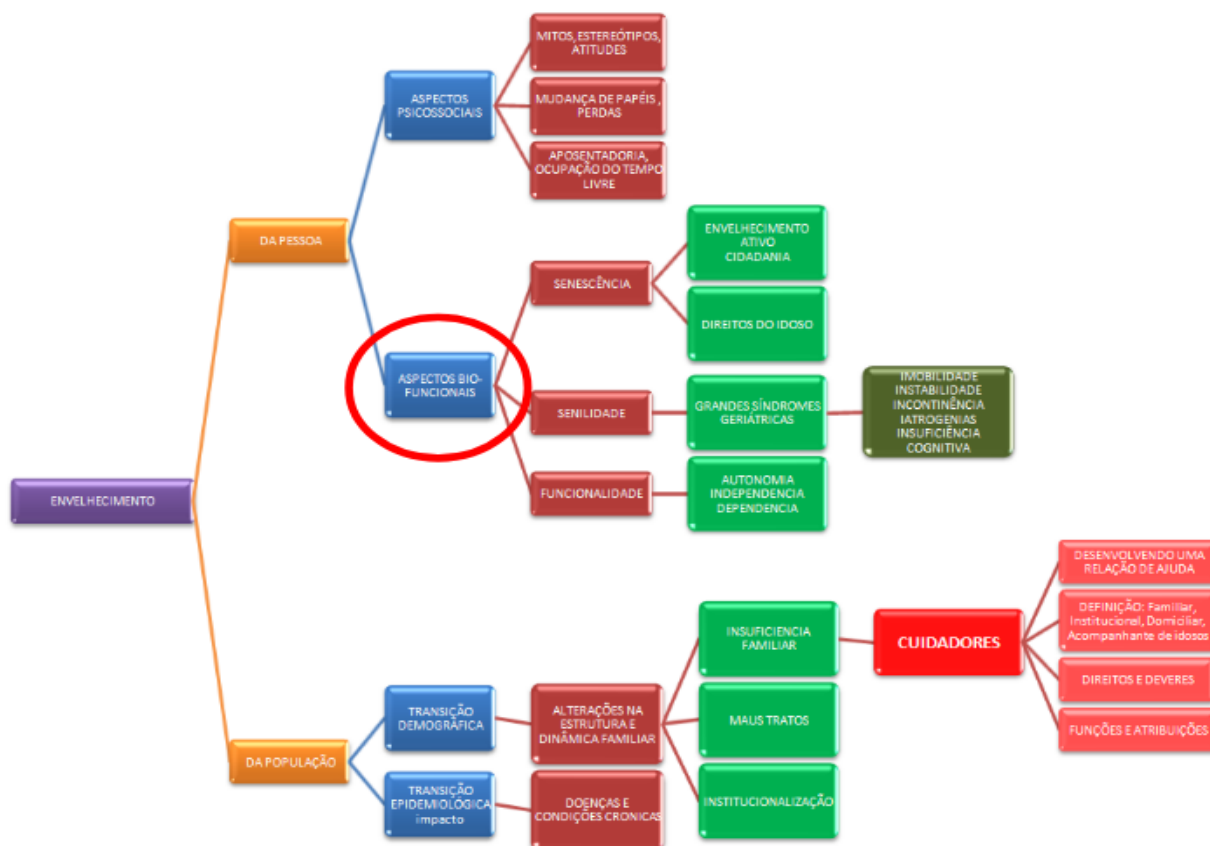 MITOS, ESTEREÓTIPOS,
ATITUDES
ASPECTOS
PSICOSSOCIAIS
MUDANÇA DE PAPÉIS ,
PERDAS
APOSENTADORIA,
OCUPAÇÃO DO TEMPO
LIVRE
DA PESSOA
ENVELHECIMENTO
ATIVO
CIDADANIA
SENESCÊNCIA
DIREITOS DO IDOSO
ASPECTOS BIO-
FUNCIONAIS
SENILIDADE
GRANDES SÍNDROMES
GERIÁTRICAS
IMOBILIDADE
INSTABILIDADE
INCONTINÊNCIA
IATROGENIAS
INSUFICIÊNCIA
COGNITIVA
FUNCIONALIDADE
AUTONOMIA
INDEPENDENCIA
DEPENDENCIA
ENVELHECIMENTO
DESENVOLVENDO UMA
RELAÇÃO DE AJUDA
DEFINIÇÃO: Familiar,
Institucional, Domiciliar,
Acompanhante de idosos
INSUFICIENCIA
FAMILIAR
CUIDADORES
DIREITOS E DEVERES
FUNÇÕES E ATRIBUIÇÕES
TRANSIÇÃO
DEMOGRÁFICA
ALTERAÇÕES NA
ESTRUTURA E
DINÂMICA FAMILIAR
MAUS TRATOS
DA POPULAÇÃO
TRANSIÇÃO
EPIDEMIOLÓGICA
impacto
DOENÇAS E
CONDIÇÕES CRONICAS
INSTITUCIONALIZAÇÃO